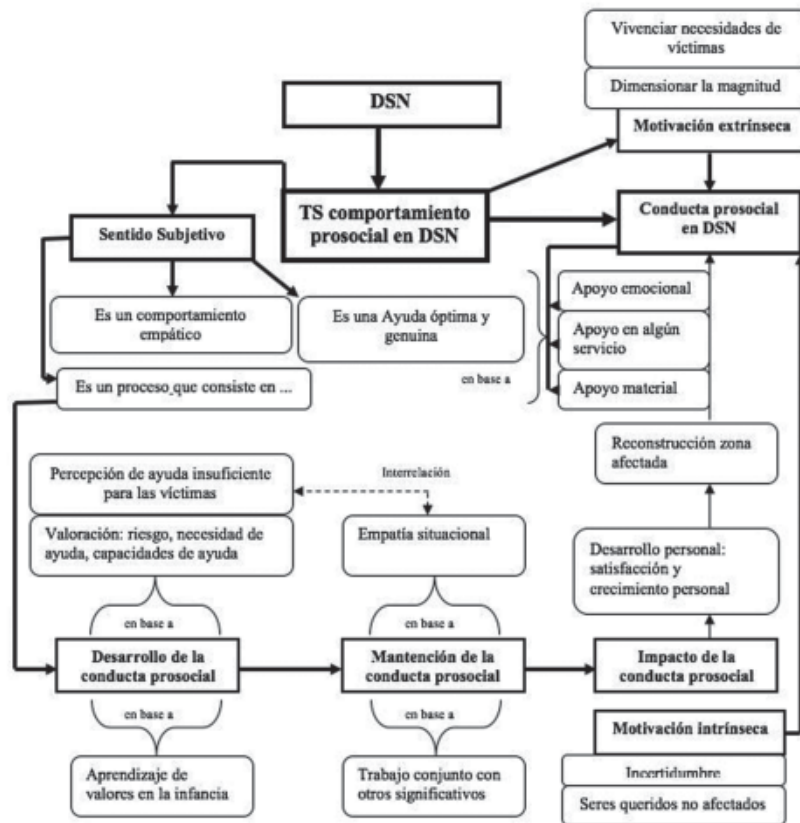 Vivenciar necesidades de
víctimas
Dimensionar la magnitud
Motivación extrínseca
DSN
TS comportamiento
prosocial en DSN
Conducta prosocial
en DSN
Sentido Subjetivo
Es un comportamiento
empático
Es una Ayuda óptima y
genuina
en base a
Apoyo emocional
Apoyo en algún
servicio
Apoyo material
Es un proceso que consiste en ...
Percepción de ayuda insuficiente
para las víctimas
Interrelación
Valoración: riesgo, necesidad de
ayuda, capacidades de ayuda
Empatía situacional
Reconstrucción zona
afectada
Desarrollo personal:
satisfacción y
crecimiento personal
en base a
en base a
Desarrollo de la
conducta prosocial
Mantención de la
conducta prosocial
Impacto de la
conducta prosocial
en base a
en base a
Motivación intrínseca
Incertidumbre
Seres queridos no afectados
Aprendizaje de
valores en la infancia
Trabajo conjunto con
otros significativos